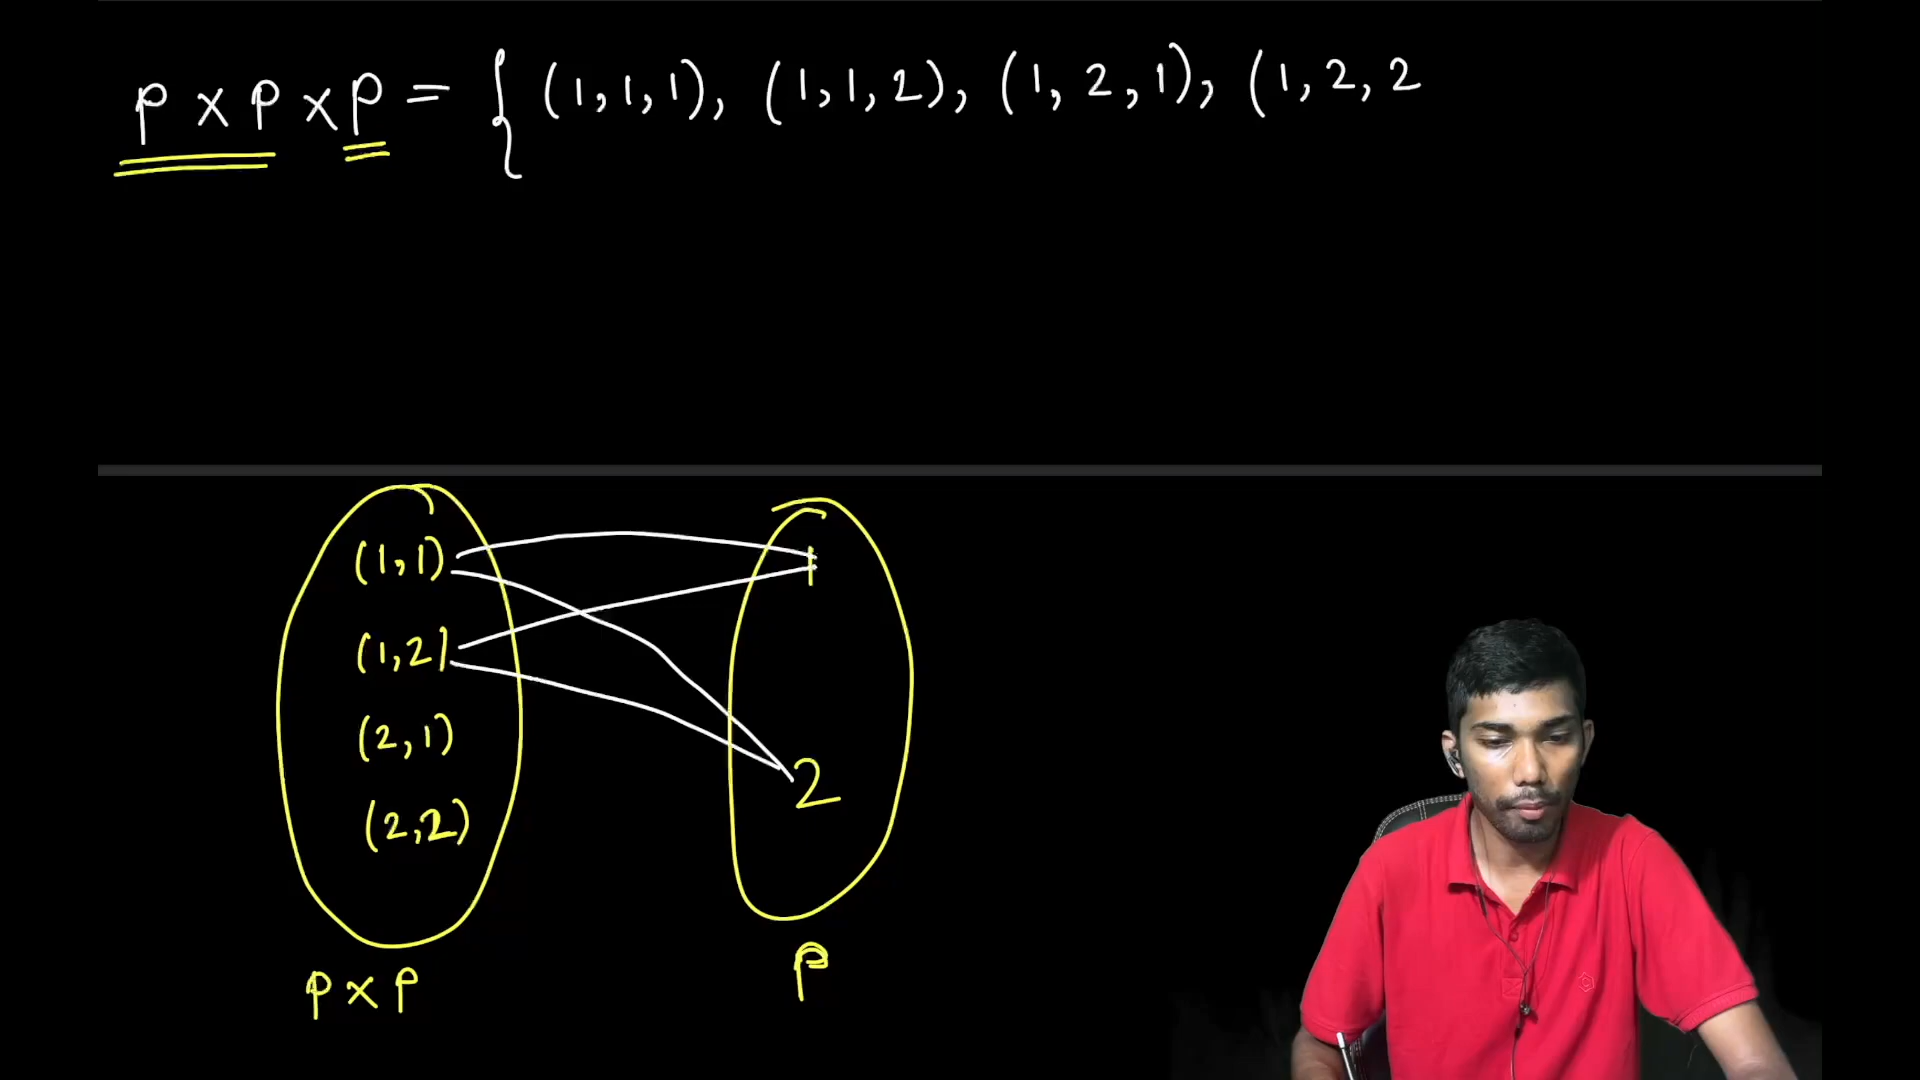 P × P × P = { (1,1,1), (1,1,2), (1,2,1), (1,2,2
(1,1)
1
(1,2)
(2,1)
2
(2,2)
P × P
P